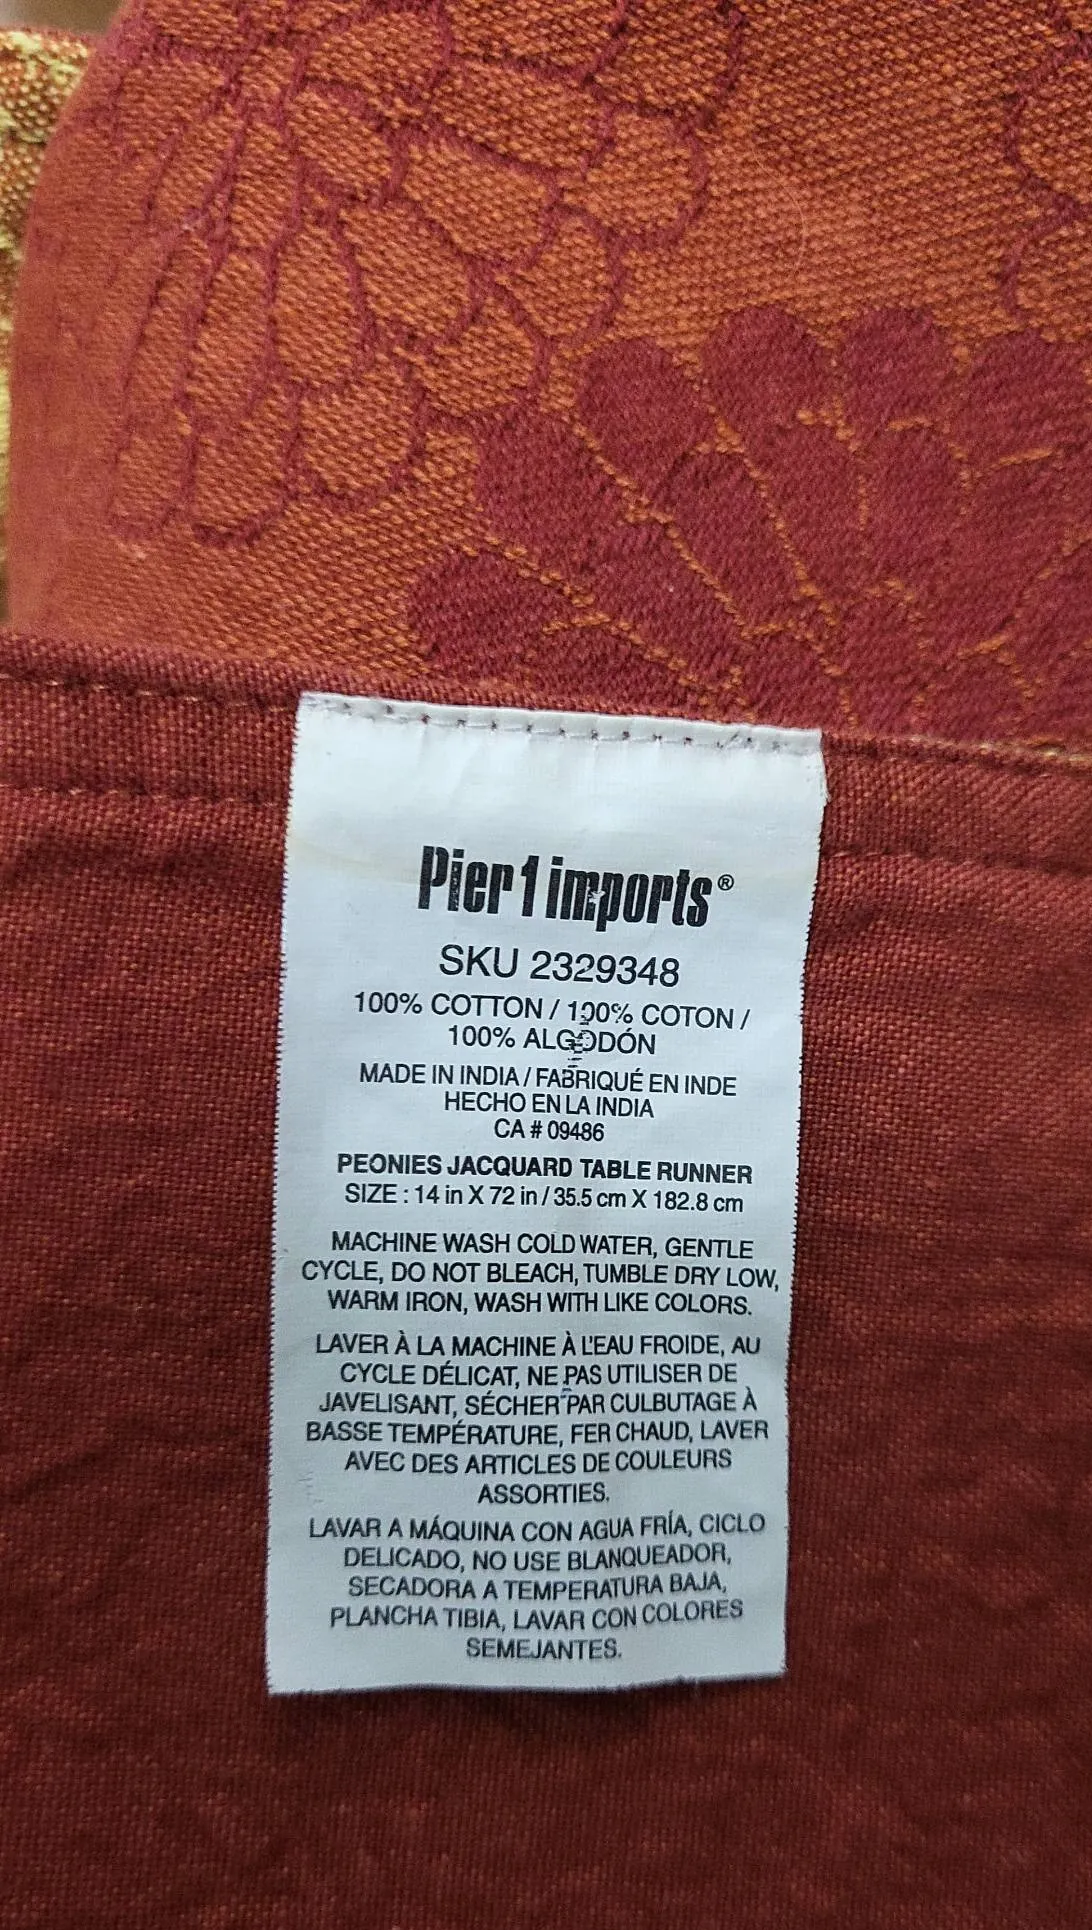 Pier 1 imports®
SKU 2329348
100% COTTON / 100% COTON /
100% ALGODÓN
MADE IN INDIA / FABRIQUÉ EN INDE
HECHO EN LA INDIA
CA # 09486
PEONIES JACQUARD TABLE RUNNER
SIZE : 14 in X 72 in / 35.5 cm X 182.8 cm
MACHINE WASH COLD WATER, GENTLE
CYCLE, DO NOT BLEACH, TUMBLE DRY LOW,
WARM IRON, WASH WITH LIKE COLORS.
LAVER À LA MACHINE À L'EAU FROIDE, AU
CYCLE DÉLICAT, NE PAS UTILISER DE
JAVELISANT, SÉCHER PAR CULBUTAGE À
BASSE TEMPÉRATURE, FER CHAUD, LAVER
AVEC DES ARTICLES DE COULEURS
ASSORTIES.
LAVAR A MÁQUINA CON AGUA FRÍA, CICLO
DELICADO, NO USE BLANQUEADOR,
SECADORA A TEMPERATURA BAJA,
PLANCHA TIBIA, LAVAR CON COLORES
SEMEJANTES.